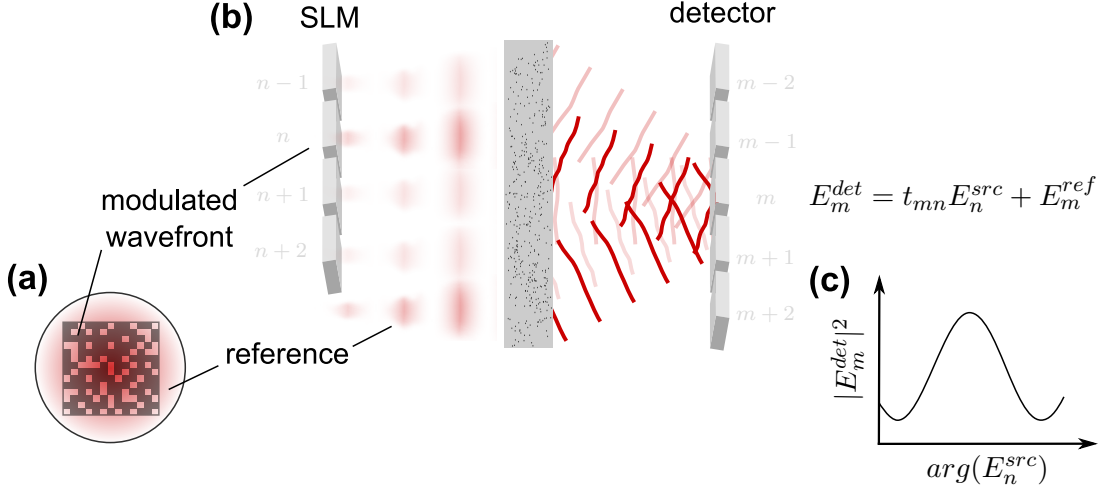 (b)
SLM
detector
n − 1
n
n + 1
n + 2
m − 2
m − 1
m
m + 1
m + 2
modulated
wavefront
E_m^{det} = t_{mn}E_n^{src} + E_m^{ref}
(a)
reference
(c)
|E_m^{det}|^2
arg(E_n^{src})